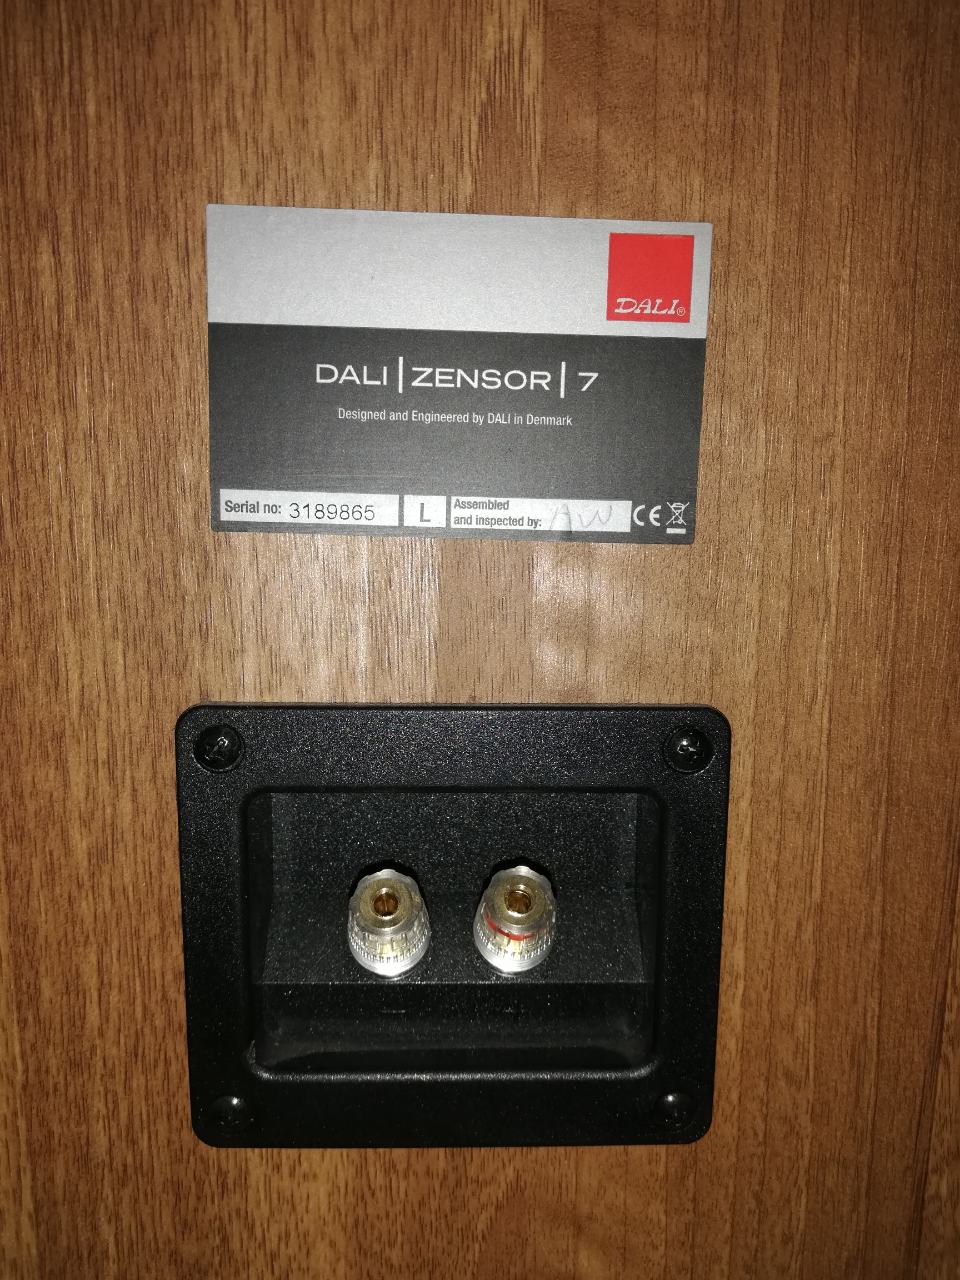 DALI®
DALI | ZENSOR | 7
Designed and Engineered by DALI in Denmark
Serial no: 3189865
L
Assembled
and inspected by: AW
CE